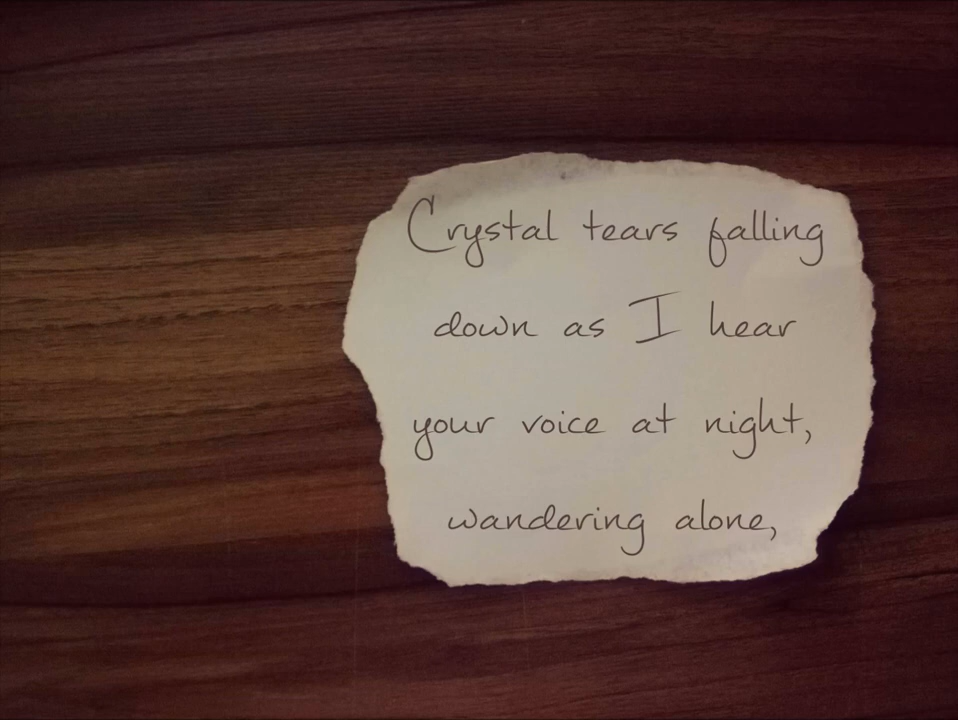 Crystal tears falling
down as I hear
your voice at night,
wandering alone,